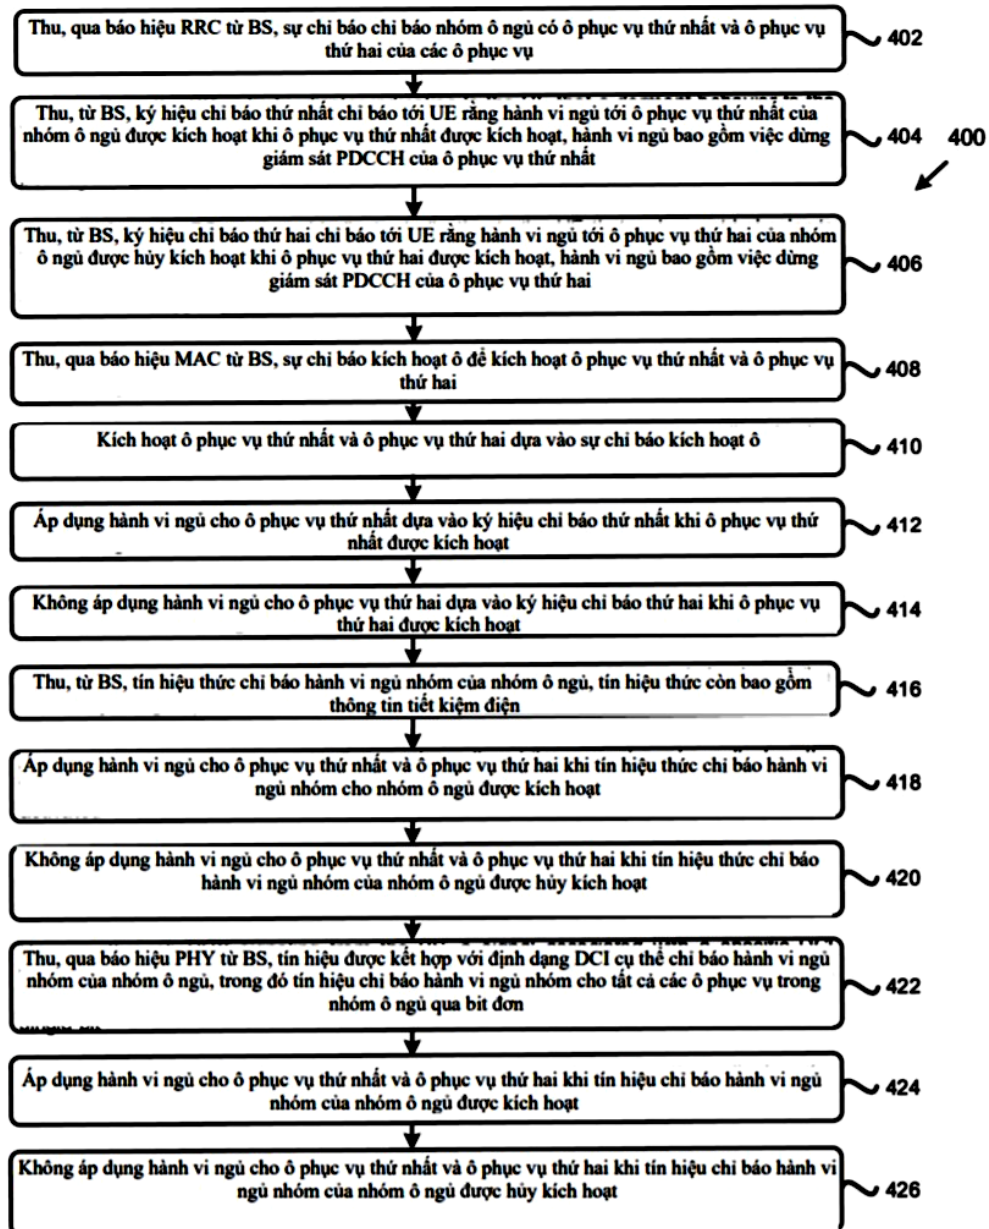 Thu, qua báo hiệu RRC từ BS, sự chỉ báo chỉ báo nhóm ô ngủ có ô phục vụ thứ nhất và ô phục vụ
thứ hai của các ô phục vụ
402
Thu, từ BS, ký hiệu chỉ báo thứ nhất chỉ báo tới UE rằng hành vi ngủ tới ô phục vụ thứ nhất của
nhóm ô ngủ được kích hoạt khi ô phục vụ thứ nhất được kích hoạt, hành vi ngủ bao gồm việc dừng
giám sát PDCCH của ô phục vụ thứ nhất
404
400
Thu, từ BS, ký hiệu chỉ báo thứ hai chỉ báo tới UE rằng hành vi ngủ tới ô phục vụ thứ hai của nhóm
ô ngủ được hủy kích hoạt khi ô phục vụ thứ hai được kích hoạt, hành vi ngủ bao gồm việc dừng
giám sát PDCCH của ô phục vụ thứ hai
406
Thu, qua báo hiệu MAC từ BS, sự chỉ báo kích hoạt ô để kích hoạt ô phục vụ thứ nhất và ô phục vụ
thứ hai
408
Kích hoạt ô phục vụ thứ nhất và ô phục vụ thứ hai dựa vào sự chỉ báo kích hoạt ô
410
Áp dụng hành vi ngủ cho ô phục vụ thứ nhất dựa vào ký hiệu chỉ báo thứ nhất khi ô phục vụ thứ
nhất được kích hoạt
412
Không áp dụng hành vi ngủ cho ô phục vụ thứ hai dựa vào ký hiệu chỉ báo thứ hai khi ô phục vụ
thứ hai được kích hoạt
414
Thu, từ BS, tín hiệu thức chỉ báo hành vi ngủ nhóm của nhóm ô ngủ, tín hiệu thức còn bao gồm
thông tin tiết kiệm điện
416
Áp dụng hành vi ngủ cho ô phục vụ thứ nhất và ô phục vụ thứ hai khi tín hiệu thức chỉ báo hành vi
ngủ nhóm cho nhóm ô ngủ được kích hoạt
418
Không áp dụng hành vi ngủ cho ô phục vụ thứ nhất và ô phục vụ thứ hai khi tín hiệu thức chỉ báo
hành vi ngủ nhóm của nhóm ô ngủ được hủy kích hoạt
420
Thu, qua báo hiệu PHY từ BS, tín hiệu được kết hợp với định dạng DCI cụ thể chỉ báo hành vi ngủ
nhóm của nhóm ô ngủ, trong đó tín hiệu chỉ báo hành vi ngủ nhóm cho tất cả các ô phục vụ trong
nhóm ô ngủ qua bit đơn
422
Áp dụng hành vi ngủ cho ô phục vụ thứ nhất và ô phục vụ thứ hai khi tín hiệu chỉ báo hành vi ngủ
nhóm của nhóm ô ngủ được kích hoạt
424
Không áp dụng hành vi ngủ cho ô phục vụ thứ nhất và ô phục vụ thứ hai khi tín hiệu chỉ báo hành vi
ngủ nhóm của nhóm ô ngủ được hủy kích hoạt
426